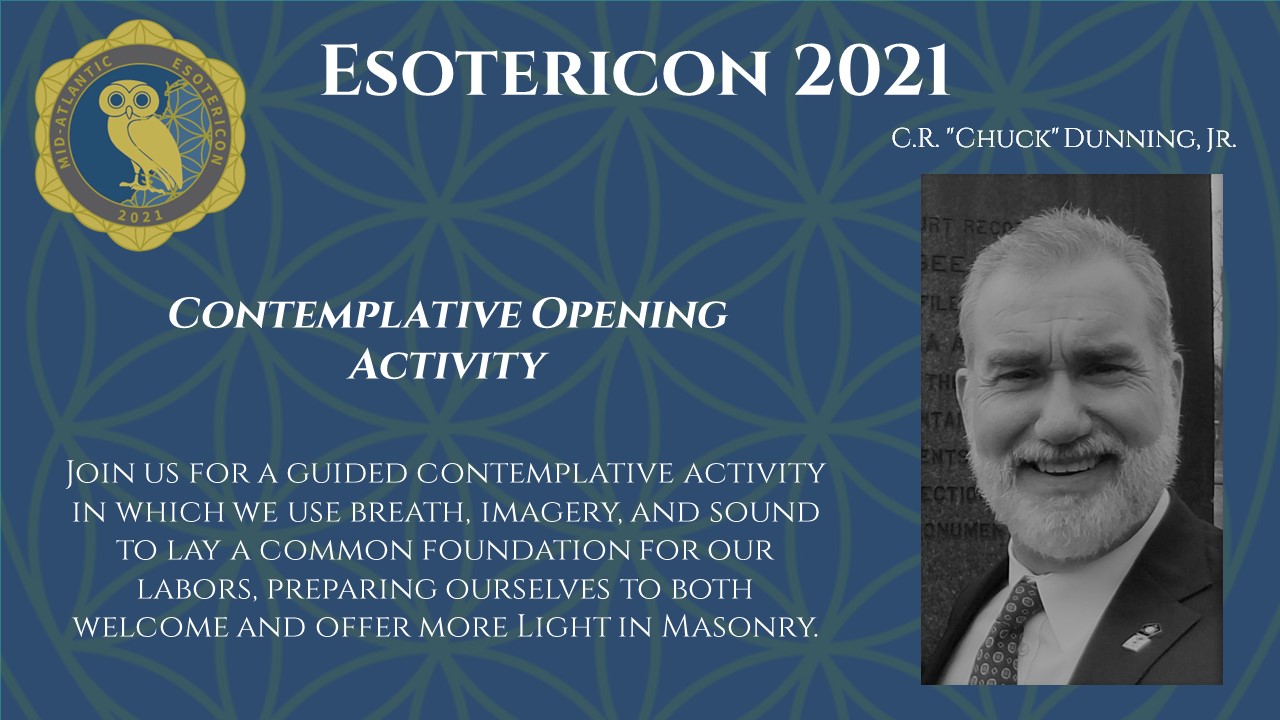 MID-ATLANTIC ESOTERICON
2021
Esotericon 2021
C.R. "Chuck" Dunning, Jr.
Contemplative Opening
Activity
Join us for a guided contemplative activity
in which we use breath, imagery, and sound
to lay a common foundation for our
labors, preparing ourselves to both
welcome and offer more Light in Masonry.